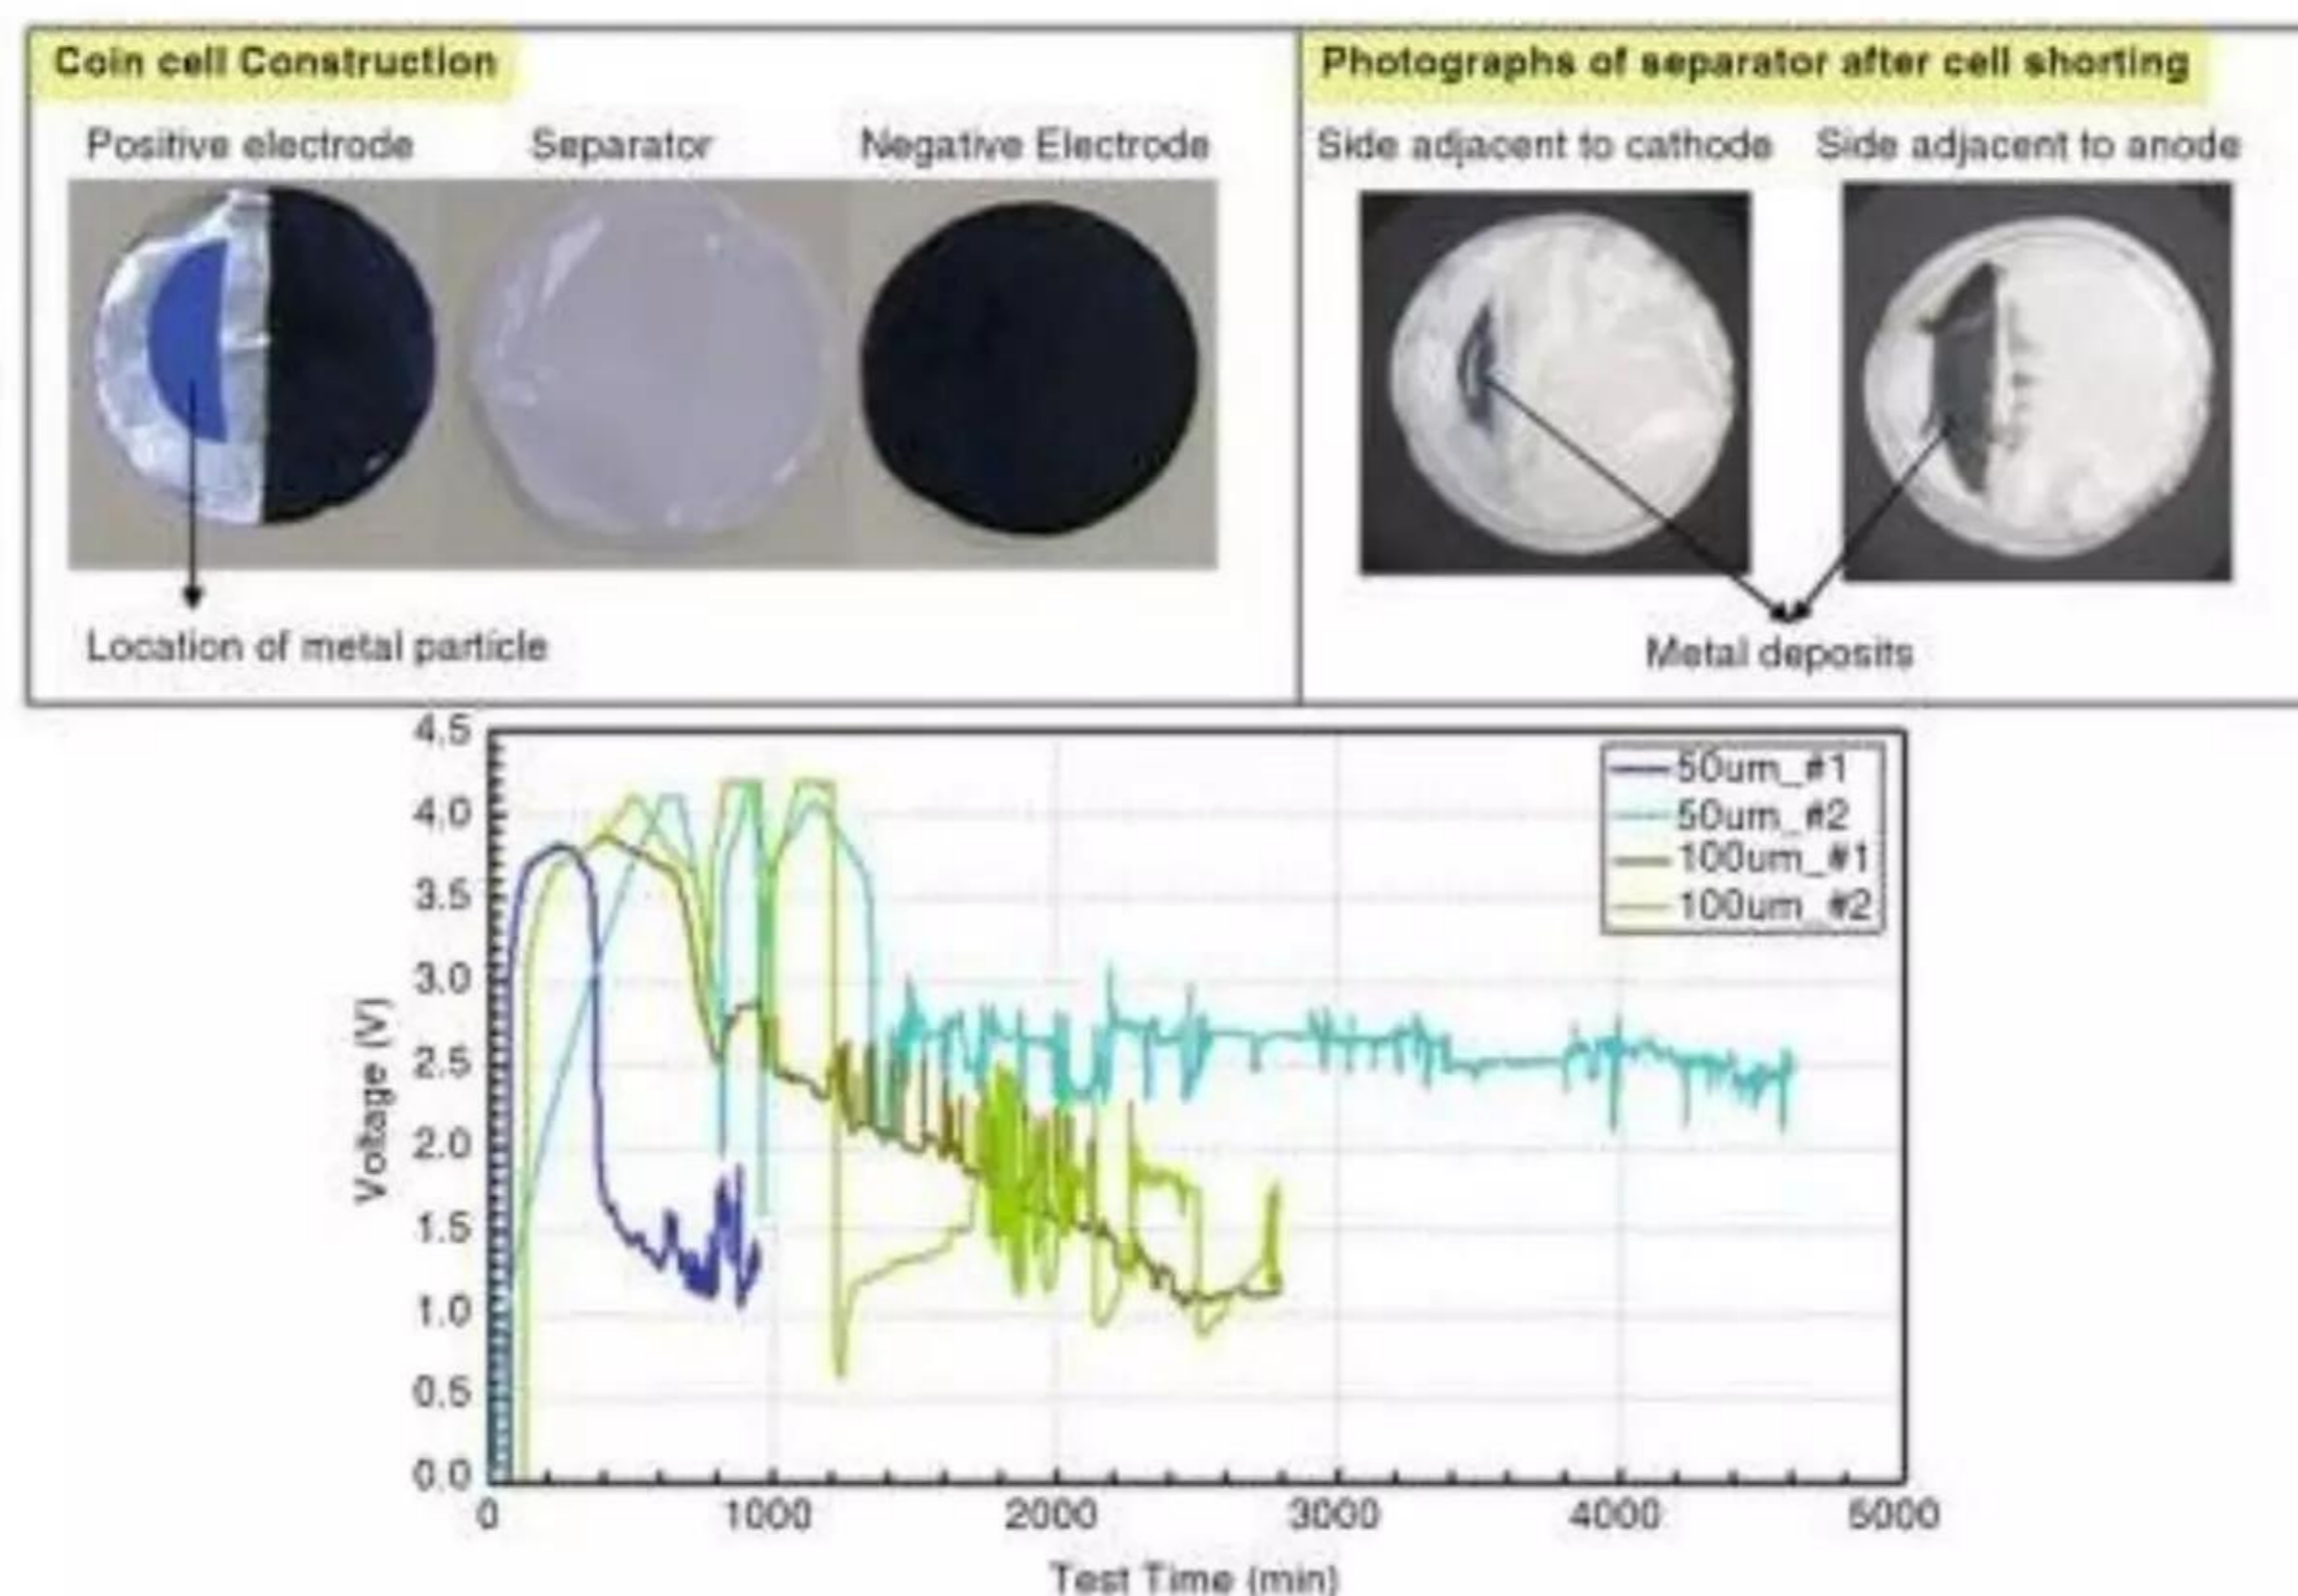 Coin cell Construction
Positive electrode
Separator
Negative Electrode
Location of metal particle
Photographs of separator after cell shorting
Side adjacent to cathode
Side adjacent to anode
Metal deposits
4.5
4.0
3.5
3.0
2.5
2.0
1.5
1.0
0.5
0.0
Voltage (V)
50um_#1
50um_#2
100um_#1
100um_#2
0
1000
2000
3000
4000
5000
Test Time (min)